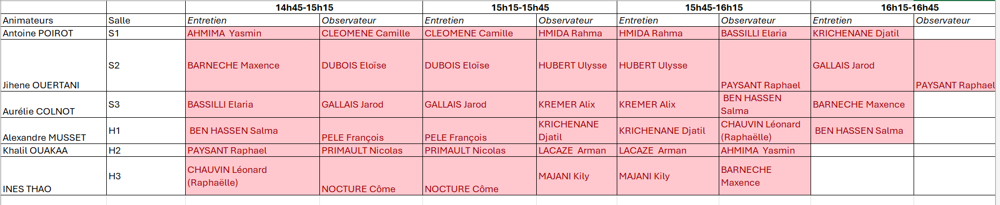 14h45-15h15 15h15-15h45 15h45-16h15 16h15-16h45
Animateurs Salle Entretien Observateur Entretien Observateur Entretien Observateur Entretien Observateur
Antoine POIROT S1 AHMIMA  Yasmin CLEOMENE Camille CLEOMENE Camille HMIDA Rahma HMIDA Rahma BASSILLI Elaria KRICHENANE Djatil
S2 BARNECHE Maxence DUBOIS Eloïse DUBOIS Eloïse HUBERT Ulysse HUBERT Ulysse GALLAIS Jarod
Jihene OUERTANI PAYSANT Raphael PAYSANT Raphael
S3 BASSILLI Elaria GALLAIS Jarod GALLAIS Jarod KREMER Alix KREMER Alix BEN HASSEN BARNECHE Maxence
Aurélie COLNOT Salma
H1 BEN HASSEN Salma KRICHENANE KRICHENANE Djatil CHAUVIN Léonard BEN HASSEN Salma
Alexandre MUSSET PELE François PELE François Djatil (Raphaëlle)
Khalil OUAKAA H2 PAYSANT Raphael PRIMAULT Nicolas PRIMAULT Nicolas LACAZE  Arman LACAZE  Arman AHMIMA  Yasmin
H3 CHAUVIN Léonard MAJANI Kily MAJANI Kily BARNECHE
(Raphaëlle) Maxence
INES THAO NOCTURE Côme NOCTURE Côme